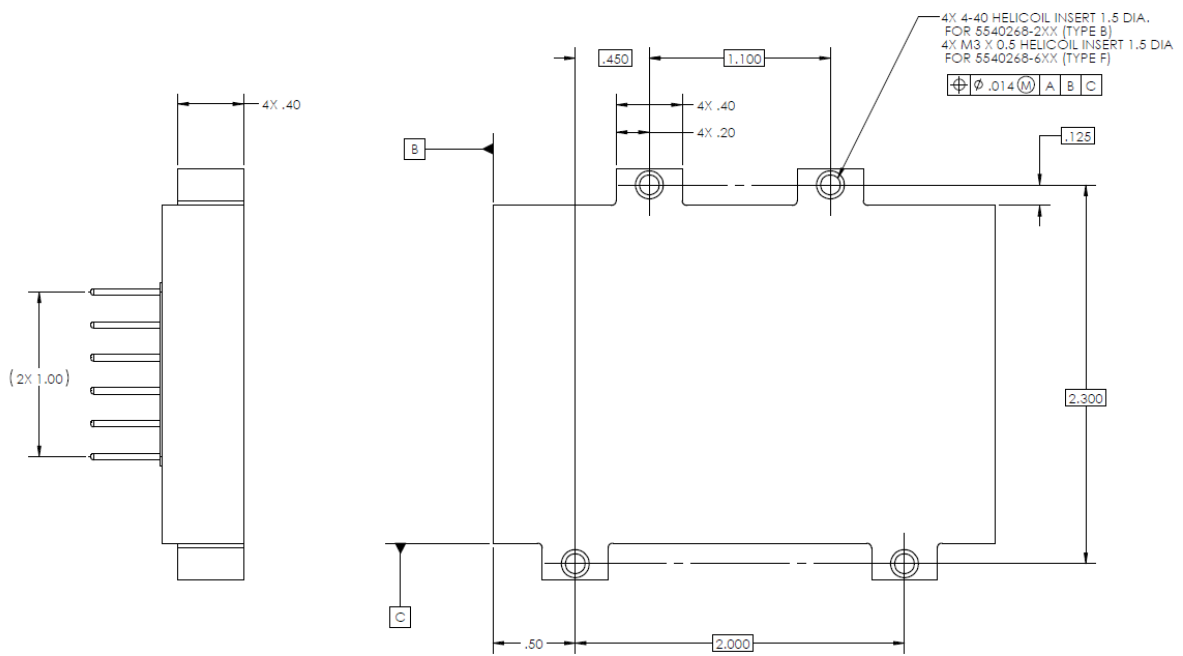 4X 4-40 HELICOIL INSERT 1.5 DIA.
FOR 5540268-2XX (TYPE B)
4X M3 X 0.5 HELICOIL INSERT 1.5 DIA
FOR 5540268-6XX (TYPE F)
⌖ ⌀ .014 Ⓜ A B C
.450
1.100
4X .40
4X .40
4X .20
.125
B
(2X 1.00)
2.300
C
.50
2.000